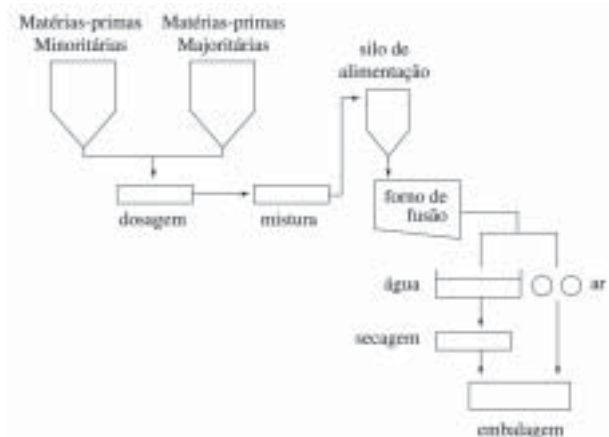 Matérias-primas
Minoritárias
Matérias-primas
Majoritárias
silo de
alimentação
dosagem
mistura
forno de
fusão
água
ar
secagem
embalagem